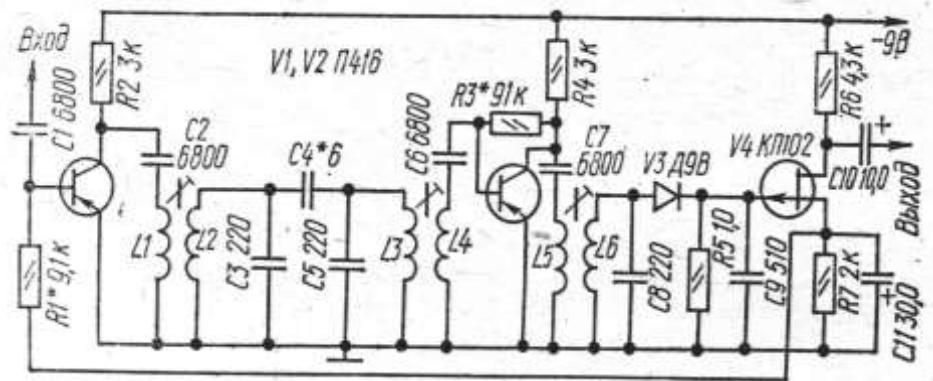 Вход
C1 6800
R2 3к
V1, V2 П416
C2
6800
C4*6
C6 6800
R3* 91к
R4 3к
C7
6800
V3 Д9В
V4 КП102
R6 4,3к
-9В
C10 10,0
Выход
R1* 9,1к
L1
L2
C3 220
C5 220
L3
L4
L5
L6
C8 220
R5 1,0
C9 510
R7 2к
C11 30,0
+
+